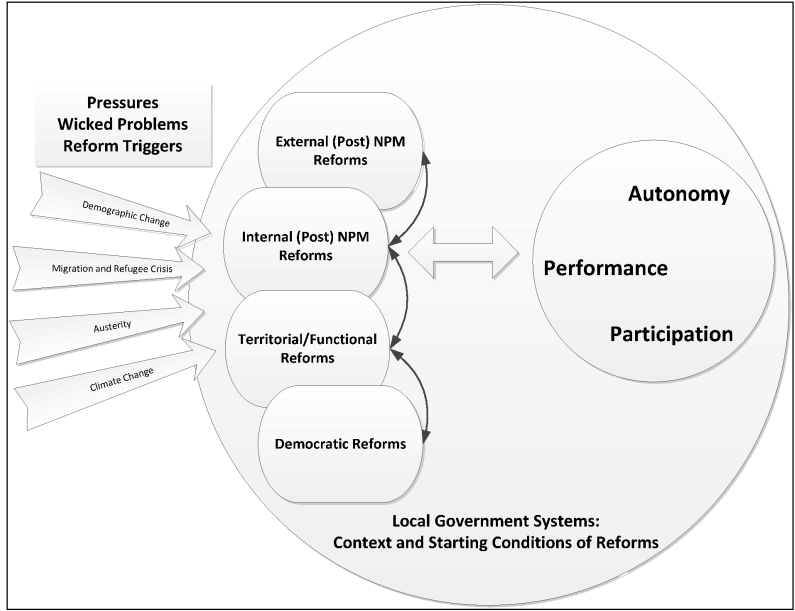 Pressures
Wicked Problems
Reform Triggers
Demographic Change
Migration and Refugee Crisis
Austerity
Climate Change
External (Post) NPM
Reforms
Internal (Post) NPM
Reforms
Territorial/Functional
Reforms
Democratic Reforms
Autonomy
Performance
Participation
Local Government Systems:
Context and Starting Conditions of Reforms